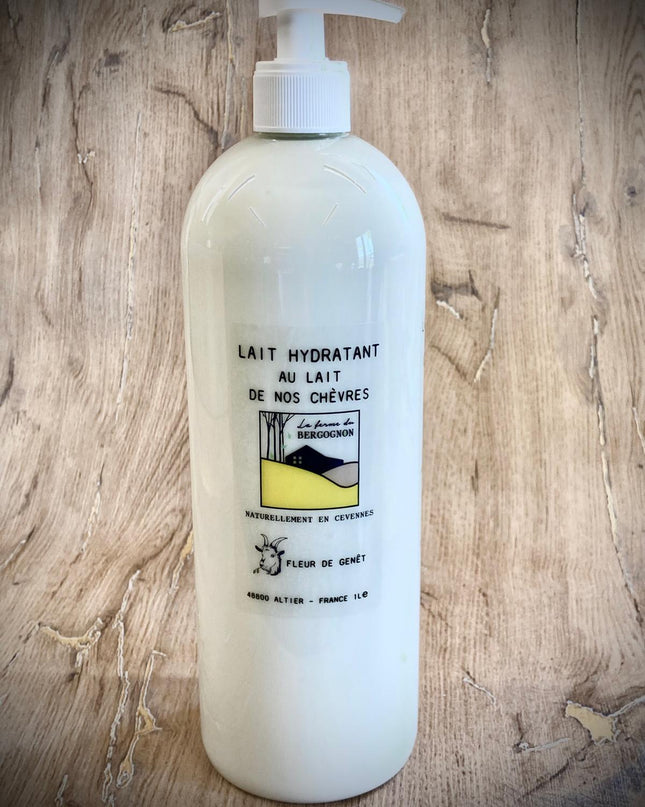 LAIT HYDRATANT
AU LAIT
DE NOS CHÈVRES
La ferme du
BERGOGNON
NATURELLEMENT EN CEVENNES
FLEUR DE GENÊT
48800 ALTIER - FRANCE 1L℮